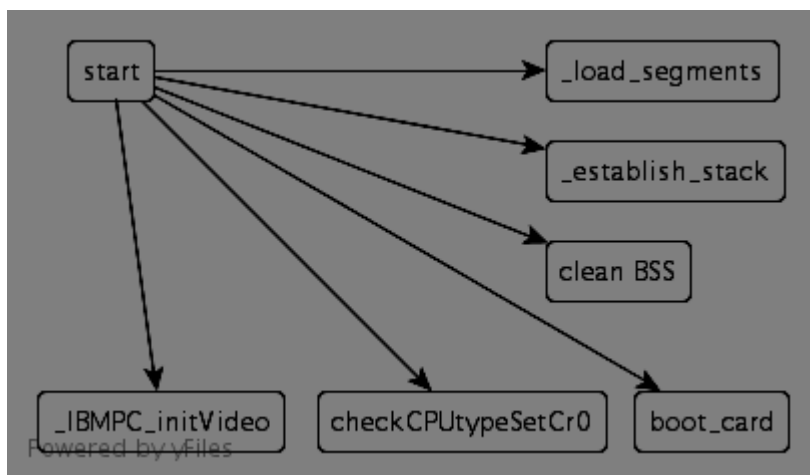 start
_load_segments
_establish_stack
clean BSS
_IBMPC_initVideo
checkCPUtypeSetCr0
boot_card
Powered by yFiles